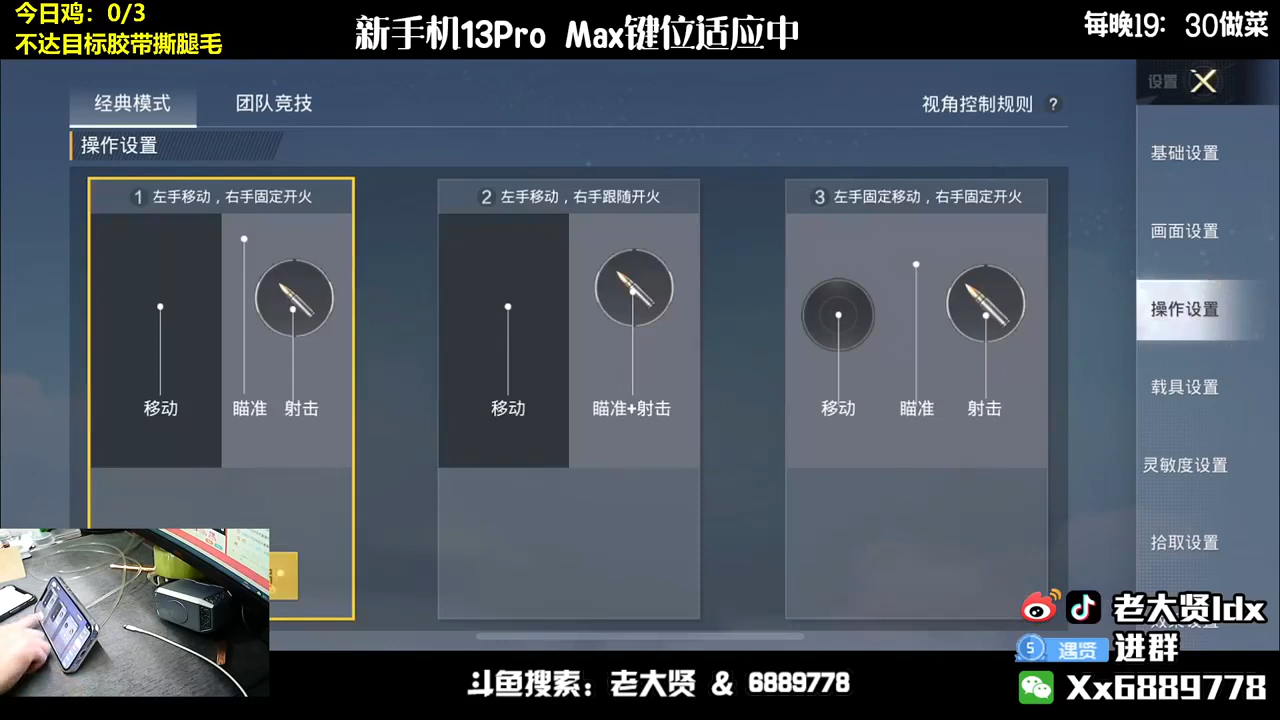 今日鸡：0/3
不达目标胶带撕腿毛
新手机13Pro Max键位适应中
每晚19：30做菜
经典模式
团队竞技
视角控制规则 ?
设置
操作设置
1 左手移动，右手固定开火
2 左手移动，右手跟随开火
3 左手固定移动，右手固定开火
移动
瞄准
射击
移动
瞄准+射击
移动
瞄准
射击
基础设置
画面设置
操作设置
载具设置
灵敏度设置
拾取设置
老大贤ldx
5 遇贤
进群
Xx6889778
斗鱼搜索：老大贤 & 6889778